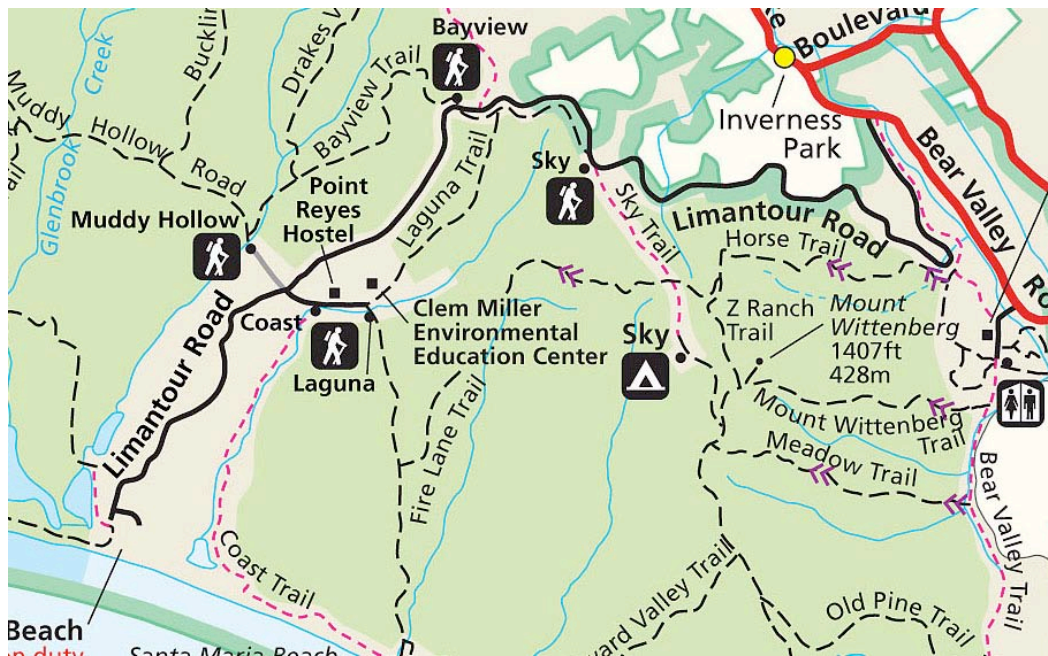 Bayview
Boulevard
Creek
Drakes
Bayview Trail
Muddy
Hollow
Road
Glenbrook
Inverness
Park
Bear Valley
Laguna Trail
Sky
Sky Trail
Point
Reyes
Hostel
Muddy Hollow
Limantour Road
Horse Trail
Z Ranch
Trail
Mount
Wittenberg
1407ft
428m
Clem Miller
Environmental
Education Center
Coast
Laguna
Sky
Limantour Road
Fire Lane Trail
Mount Wittenberg
Trail
Meadow Trail
Bear Valley Trail
Coast Trail
Old Pine Trail
Valley Trail
Beach
Santa Maria Beach